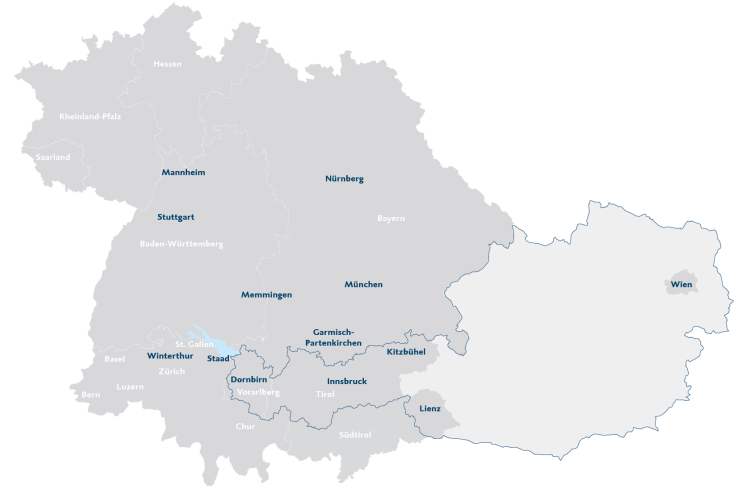 Hessen
Rheinland-Pfalz
Saarland
Mannheim
Nürnberg
Stuttgart
Bayern
Baden-Württemberg
München
Wien
Memmingen
Garmisch-
Partenkirchen
St. Gallen
Kitzbühel
Winterthur
Staad
Basel
Zürich
Dornbirn
Innsbruck
Luzern
Vorarlberg
Tirol
Bern
Lienz
Chur
Südtirol